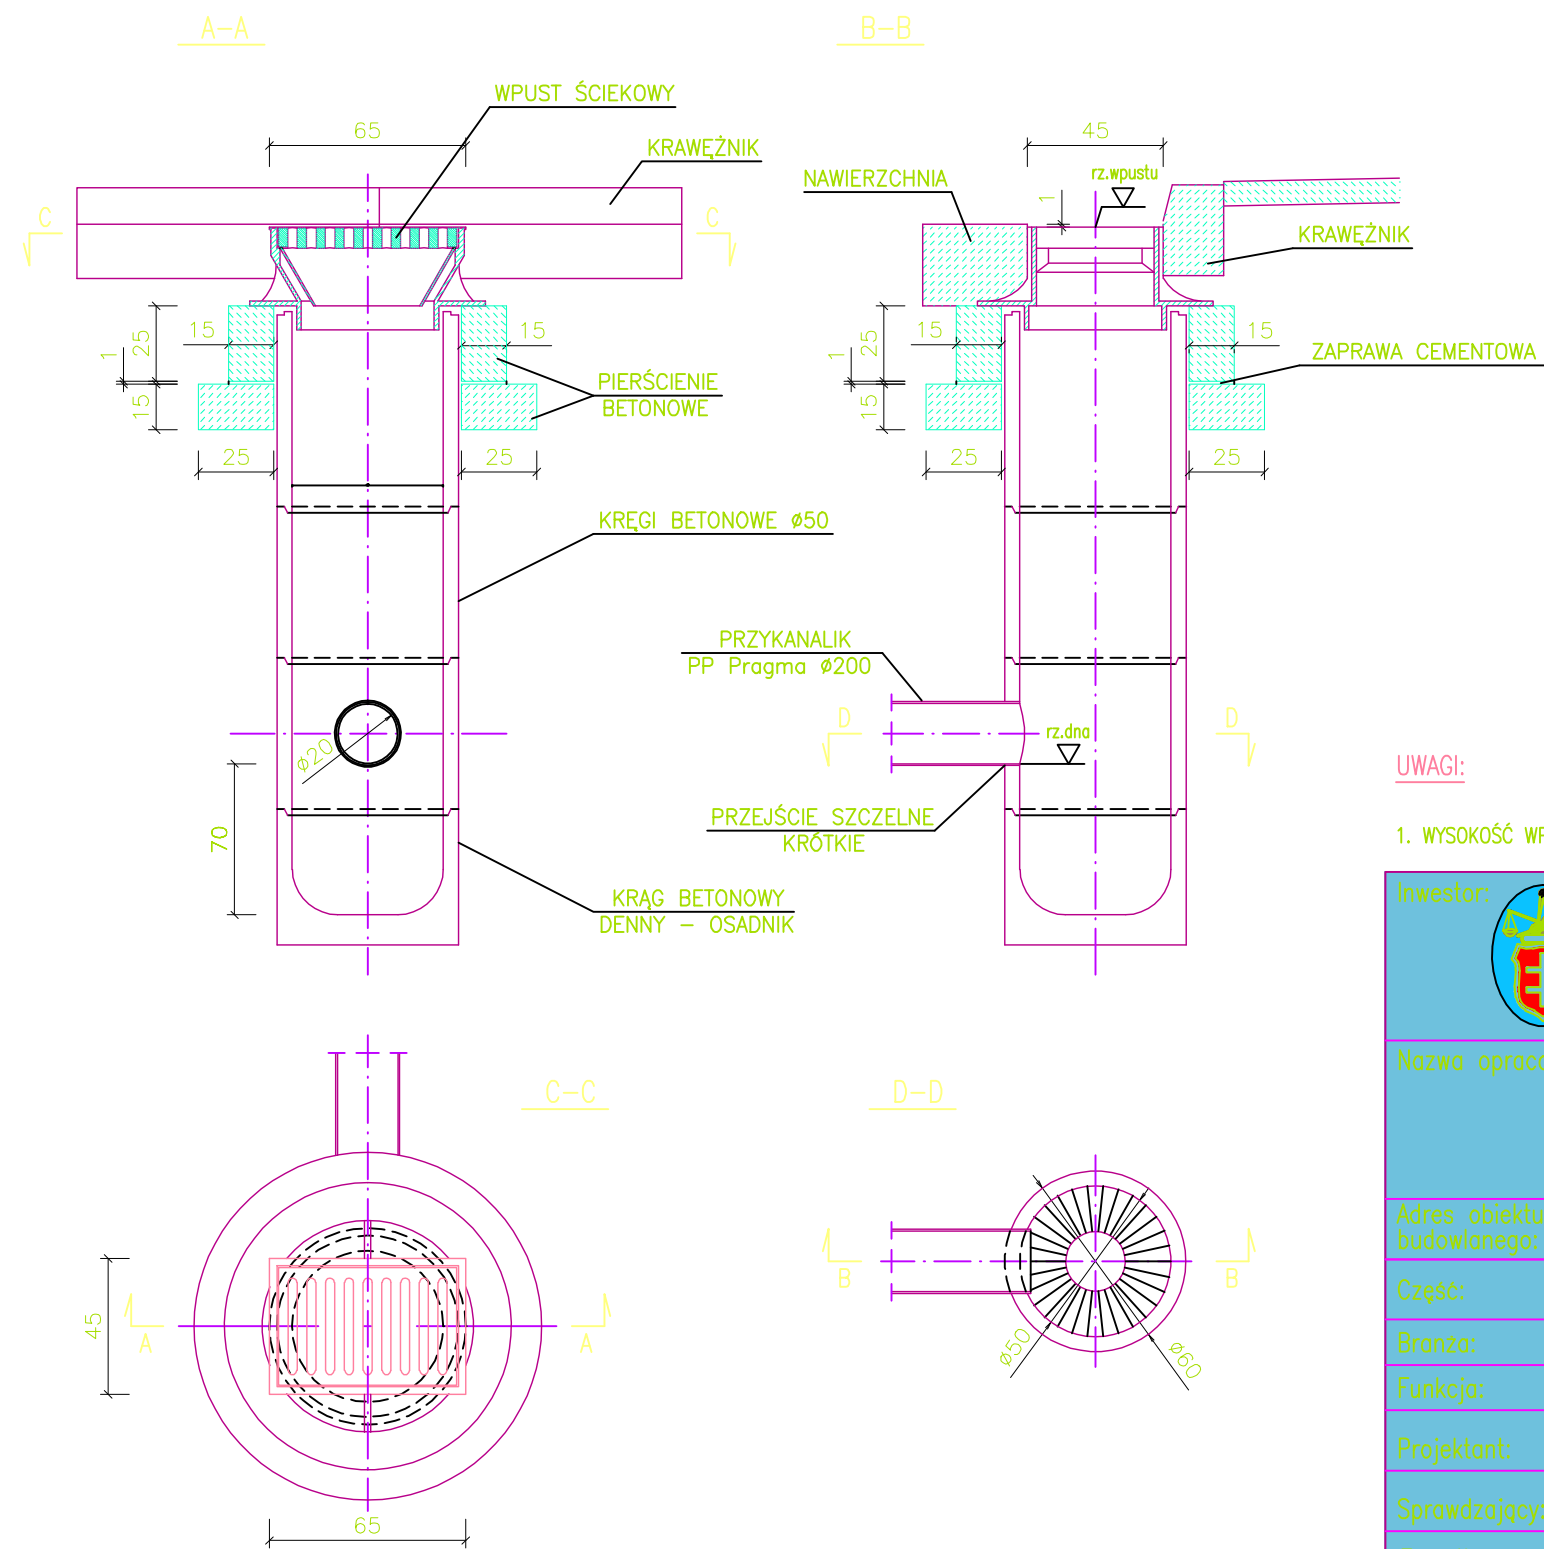 A-A
B-B
WPUST ŚCIEKOWY
65
KRAWĘŻNIK
45
rz.wpustu
NAWIERZCHNIA
1
C
C
KRAWĘŻNIK
15
25
1
15
15
PIERŚCIENIE
BETONOWE
25
25
15
25
1
15
15
ZAPRAWA CEMENTOWA
25
25
KRĘGI BETONOWE ø50
PRZYKANALIK
PP Pragma ø200
D
D
rz.dna
ø20
70
PRZEJŚCIE SZCZELNE
KRÓTKIE
KRĄG BETONOWY
DENNY - OSADNIK
UWAGI:
1. WYSOKOŚĆ
Inwestor:
Nazwa
Adres obiektu
budowlanego:
Część:
Branża:
Funkcja:
Projektant:
Sprawdzający:
C-C
D-D
45
A
A
65
B
B
ø50
ø60